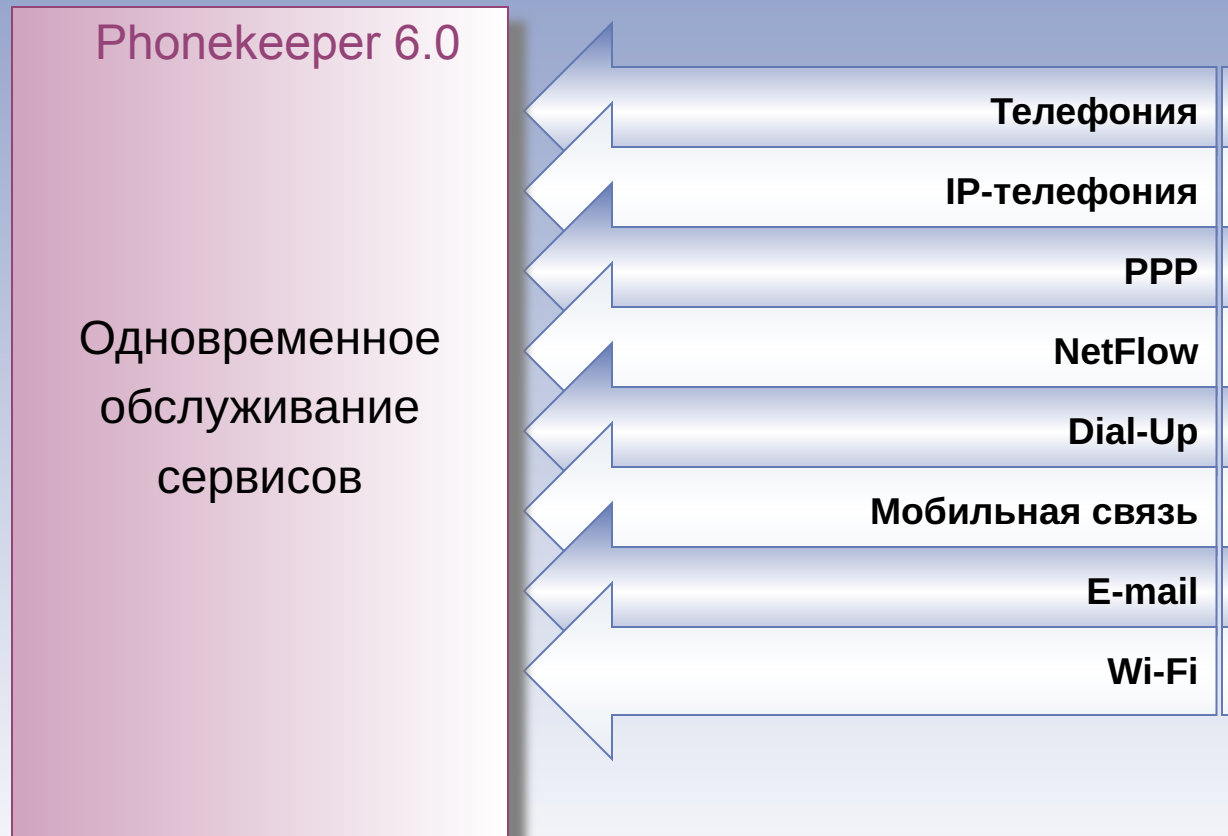 Phonekeeper 6.0
Одновременное
обслуживание
сервисов
Телефония
IP-телефония
PPP
NetFlow
Dial-Up
Мобильная связь
E-mail
Wi-Fi